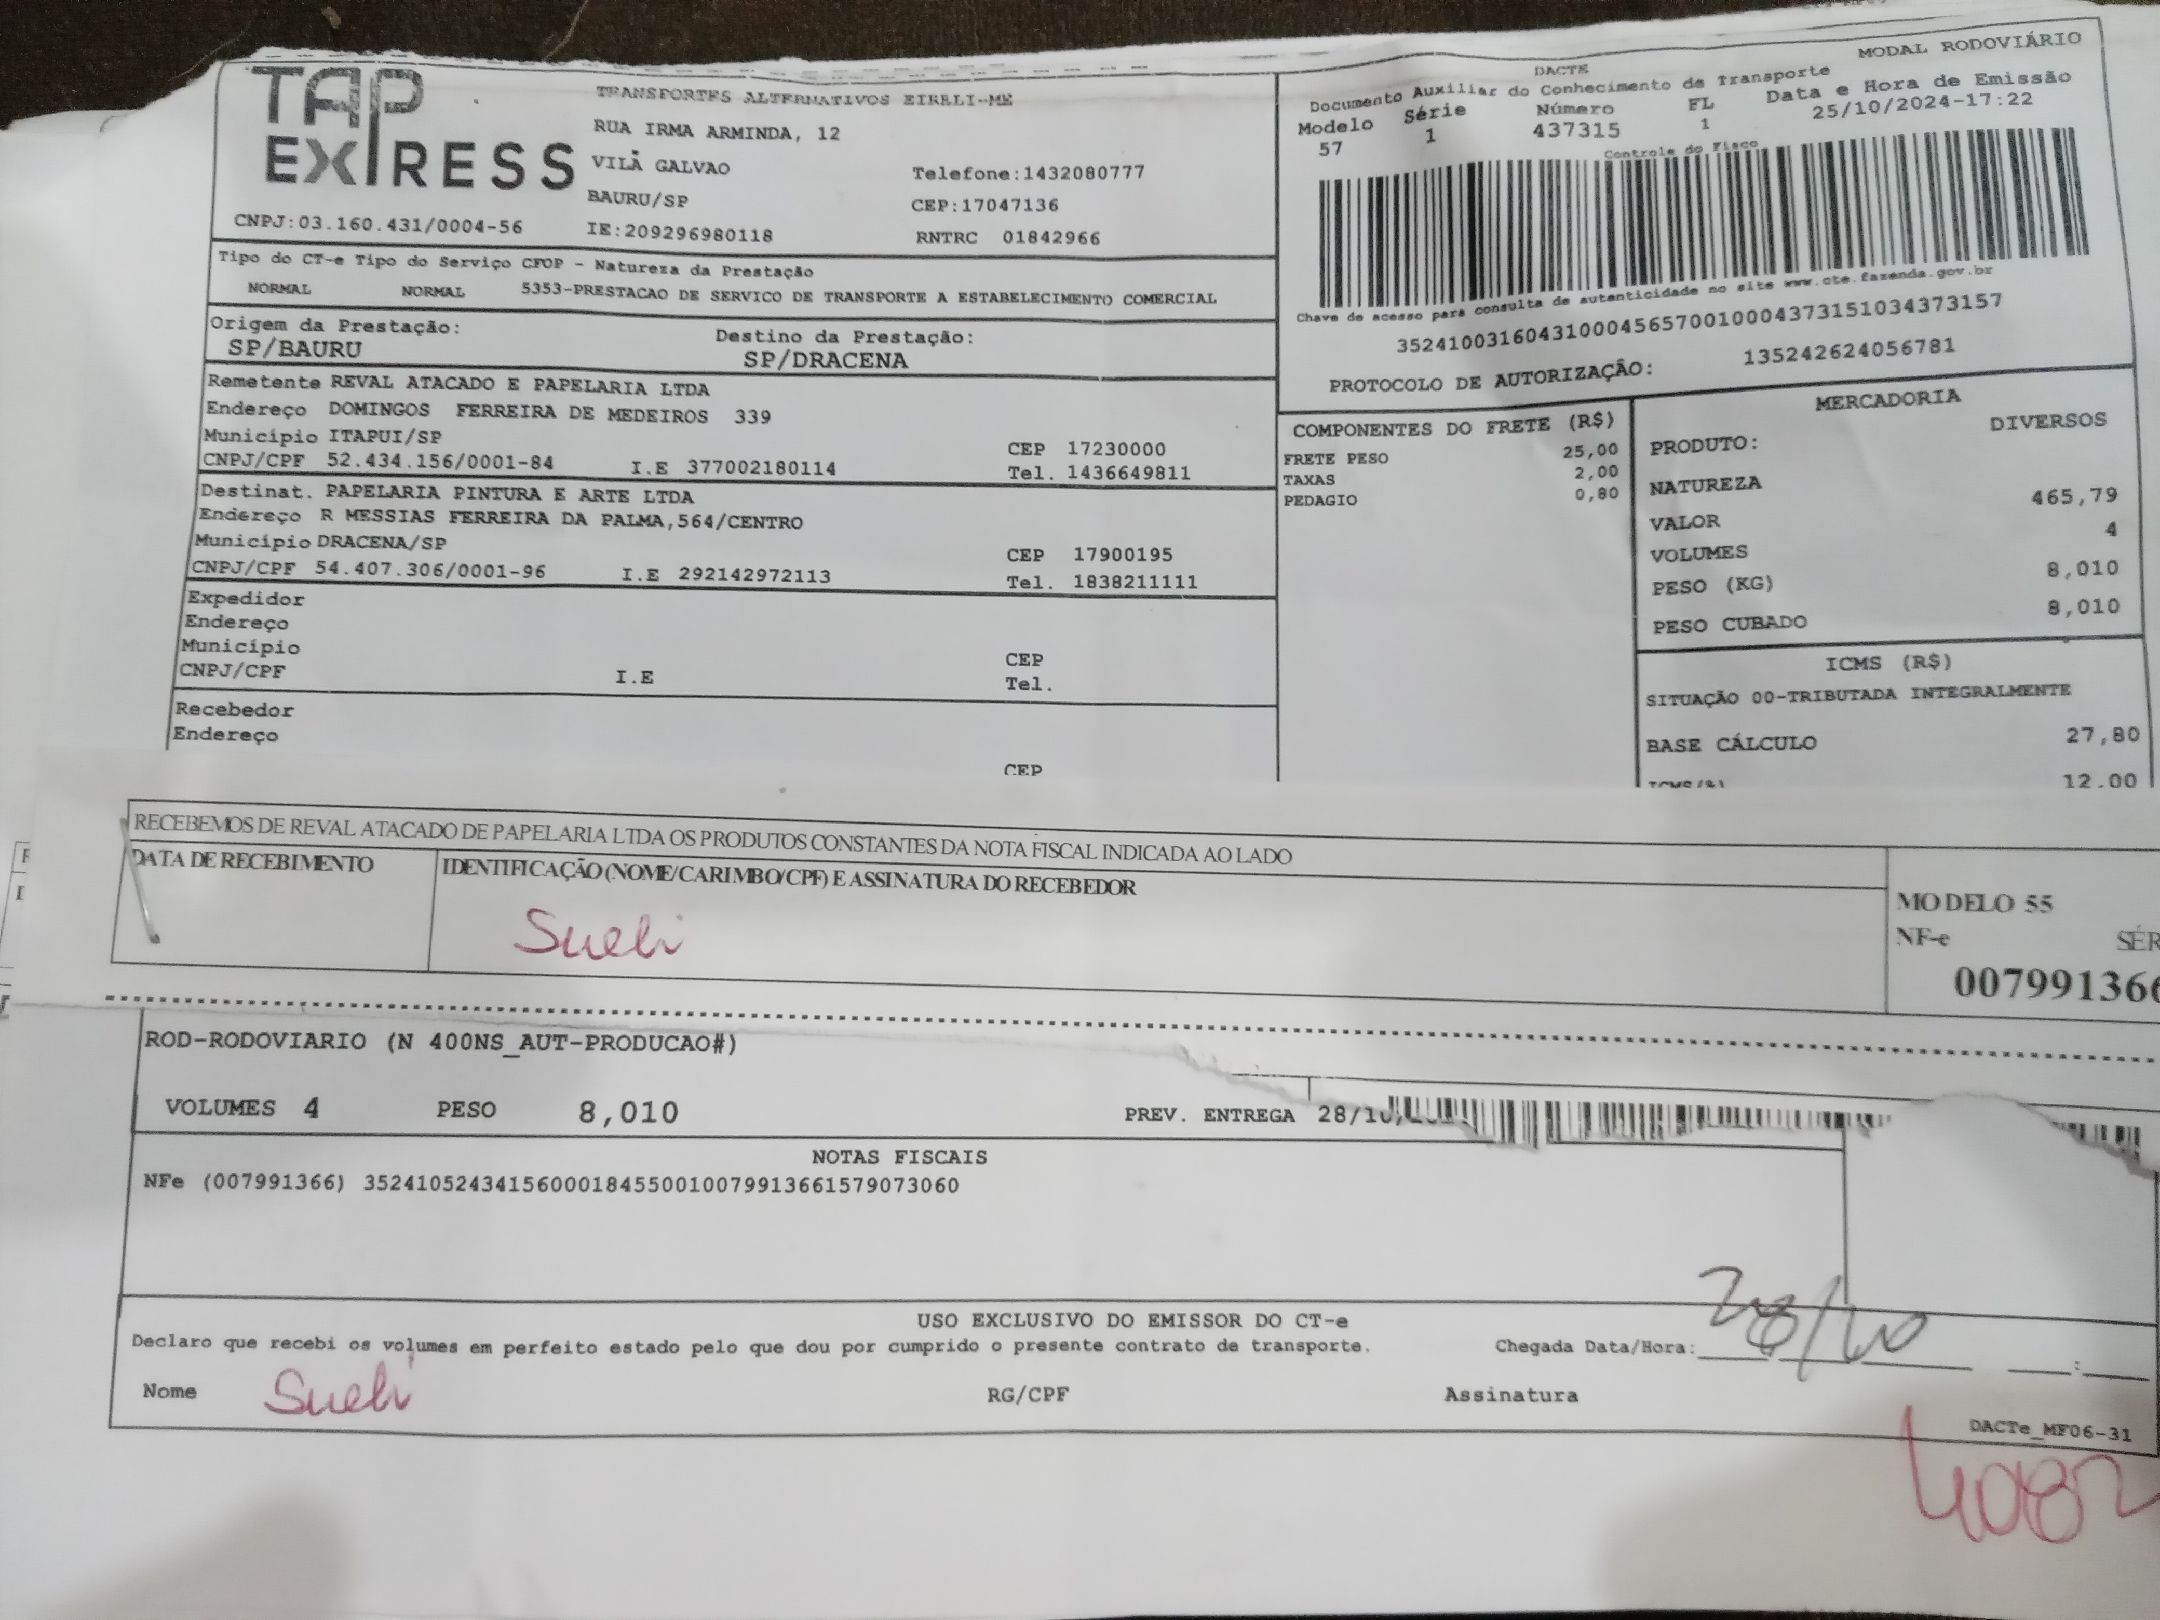 TAP EXPRESS
TRANSPORTES ALTERNATIVOS EIRELI-ME
RUA IRMA ARMINDA, 12
VILA GALVAO Telefone:1432080777
BAURU/SP CEP:17047136
CNPJ:03.160.431/0004-56 IE:209296980118 RNTRC 01842966
Tipo do CT-e Tipo do Serviço CFOP - Natureza da Prestação
NORMAL NORMAL 5353-PRESTACAO DE SERVICO DE TRANSPORTE A ESTABELECIMENTO COMERCIAL
Origem da Prestação: Destino da Prestação:
SP/BAURU SP/DRACENA
Remetente REVAL ATACADO E PAPELARIA LTDA
Endereço DOMINGOS FERREIRA DE MEDEIROS 339
Município ITAPUI/SP CEP 17230000
CNPJ/CPF 52.434.156/0001-84 I.E 377002180114 Tel. 1436649811
Destinat. PAPELARIA PINTURA E ARTE LTDA
Endereço R MESSIAS FERREIRA DA PALMA,564/CENTRO
Município DRACENA/SP CEP 17900195
CNPJ/CPF 54.407.306/0001-96 I.E 292142972113 Tel. 1838211111
Expedidor
Endereço
Município CEP
CNPJ/CPF I.E Tel.
Recebedor
Endereço
CEP
MODAL RODOVIÁRIO
DACTE
Documento Auxiliar do Conhecimento de Transporte
Modelo Série Número FL Data e Hora de Emissão
57 1 437315 1 25/10/2024-17:22
Controle do Fisco
Chave de acesso para consulta de autenticidade no site www.cte.fazenda.gov.br
35241003160431000456570010004373151034373157
PROTOCOLO DE AUTORIZAÇÃO: 135242624056781
COMPONENTES DO FRETE (R$)
FRETE PESO 25,00
TAXAS 2,00
PEDAGIO 0,80
MERCADORIA
PRODUTO: DIVERSOS
NATUREZA
VALOR 465,79
VOLUMES 4
PESO (KG) 8,010
PESO CUBADO 8,010
ICMS (R$)
SITUAÇÃO 00-TRIBUTADA INTEGRALMENTE
BASE CÁLCULO 27,80
ICMS(%) 12.00
RECEBEMOS DE REVAL ATACADO DE PAPELARIA LTDA OS PRODUTOS CONSTANTES DA NOTA FISCAL INDICADA AO LADO
DATA DE RECEBIMENTO IDENTIFICAÇÃO (NOME/CARIMBO/CPF) E ASSINATURA DO RECEBEDOR
Sueli
MODELO 55
NF-e SÉR
007991366
ROD-RODOVIARIO (N 400NS_AUT-PRODUCAO#)
VOLUMES 4 PESO 8,010 PREV. ENTREGA 28/10/
NOTAS FISCAIS
NFe (007991366) 35241052434156000184550010079913661579073060
USO EXCLUSIVO DO EMISSOR DO CT-e
Declaro que recebi os volumes em perfeito estado pelo que dou por cumprido o presente contrato de transporte. Chegada Data/Hora: 28/10
Nome Sueli RG/CPF Assinatura
DACTe_MF06-31